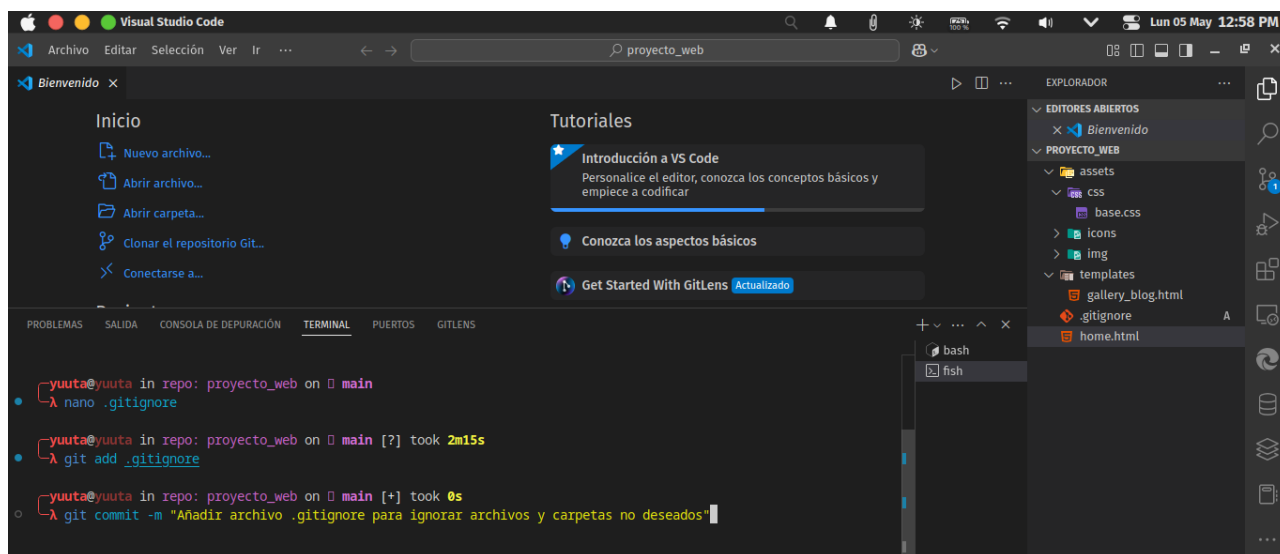 Visual Studio Code
100 %
Lun 05 May 12:58 PM
Archivo Editar Selección Ver Ir ···
proyecto_web
Bienvenido
Inicio
Nuevo archivo...
Abrir archivo...
Abrir carpeta...
Clonar el repositorio Git...
Conectarse a...
Tutoriales
Introducción a VS Code
Personalice el editor, conozca los conceptos básicos y
empiece a codificar
Conozca los aspectos básicos
Get Started With GitLens Actualizado
EXPLORADOR
EDITORES ABIERTOS
Bienvenido
PROYECTO_WEB
assets
css
base.css
icons
img
templates
gallery_blog.html
.gitignore A
home.html
1
PROBLEMAS SALIDA CONSOLA DE DEPURACIÓN TERMINAL PUERTOS GITLENS
bash
fish
yuuta@yuuta in repo: proyecto_web on ▯ main
λ nano .gitignore
yuuta@yuuta in repo: proyecto_web on ▯ main [?] took 2m15s
λ git add .gitignore
yuuta@yuuta in repo: proyecto_web on ▯ main [+] took 0s
λ git commit -m "Añadir archivo .gitignore para ignorar archivos y carpetas no deseados"